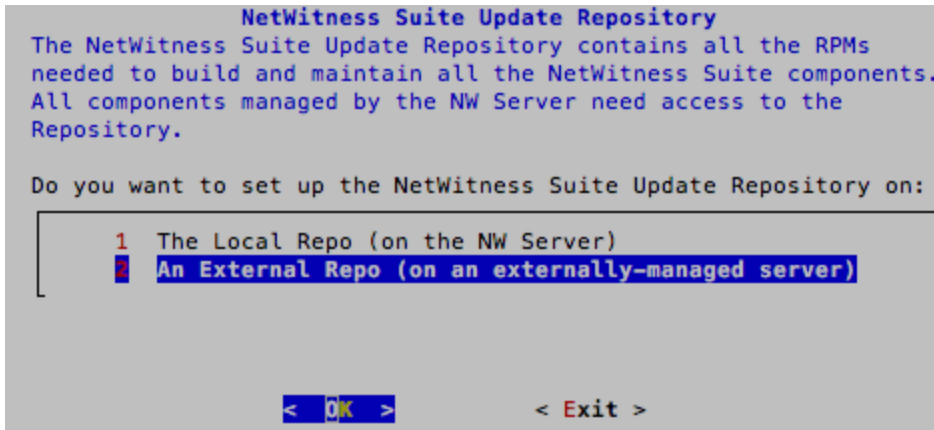 NetWitness Suite Update Repository
The NetWitness Suite Update Repository contains all the RPMs
needed to build and maintain all the NetWitness Suite components.
All components managed by the NW Server need access to the
Repository.
Do you want to set up the NetWitness Suite Update Repository on:
1 The Local Repo (on the NW Server)
2 An External Repo (on an externally-managed server)
< OK > < Exit >